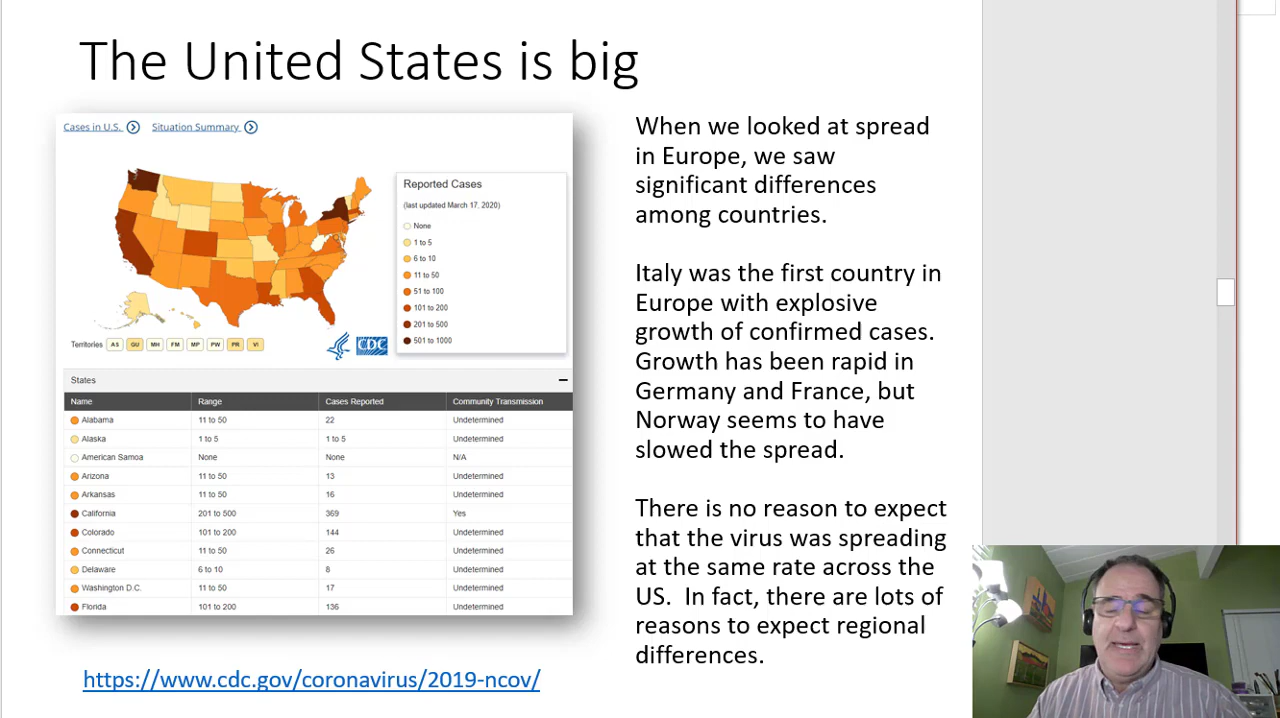 The United States is big
Cases in U.S.
Situation Summary
Reported Cases
(last updated March 17, 2020)
None
1 to 5
6 to 10
11 to 50
51 to 100
101 to 200
201 to 500
501 to 1000
Territories AS GU MH FM MP PW PR VI
CDC
States
Name Range Cases Reported Community Transmission
Alabama 11 to 50 22 Undetermined
Alaska 1 to 5 1 to 5 Undetermined
American Samoa None None N/A
Arizona 11 to 50 13 Undetermined
Arkansas 11 to 50 16 Undetermined
California 201 to 500 369 Yes
Colorado 101 to 200 144 Undetermined
Connecticut 11 to 50 26 Undetermined
Delaware 6 to 10 8 Undetermined
Washington D.C. 11 to 50 17 Undetermined
Florida 101 to 200 136 Undetermined
https://www.cdc.gov/coronavirus/2019-ncov/
When we looked at spread
in Europe, we saw
significant differences
among countries.
Italy was the first country in
Europe with explosive
growth of confirmed cases.
Growth has been rapid in
Germany and France, but
Norway seems to have
slowed the spread.
There is no reason to expect
that the virus was spreading
at the same rate across the
US. In fact, there are lots of
reasons to expect regional
differences.